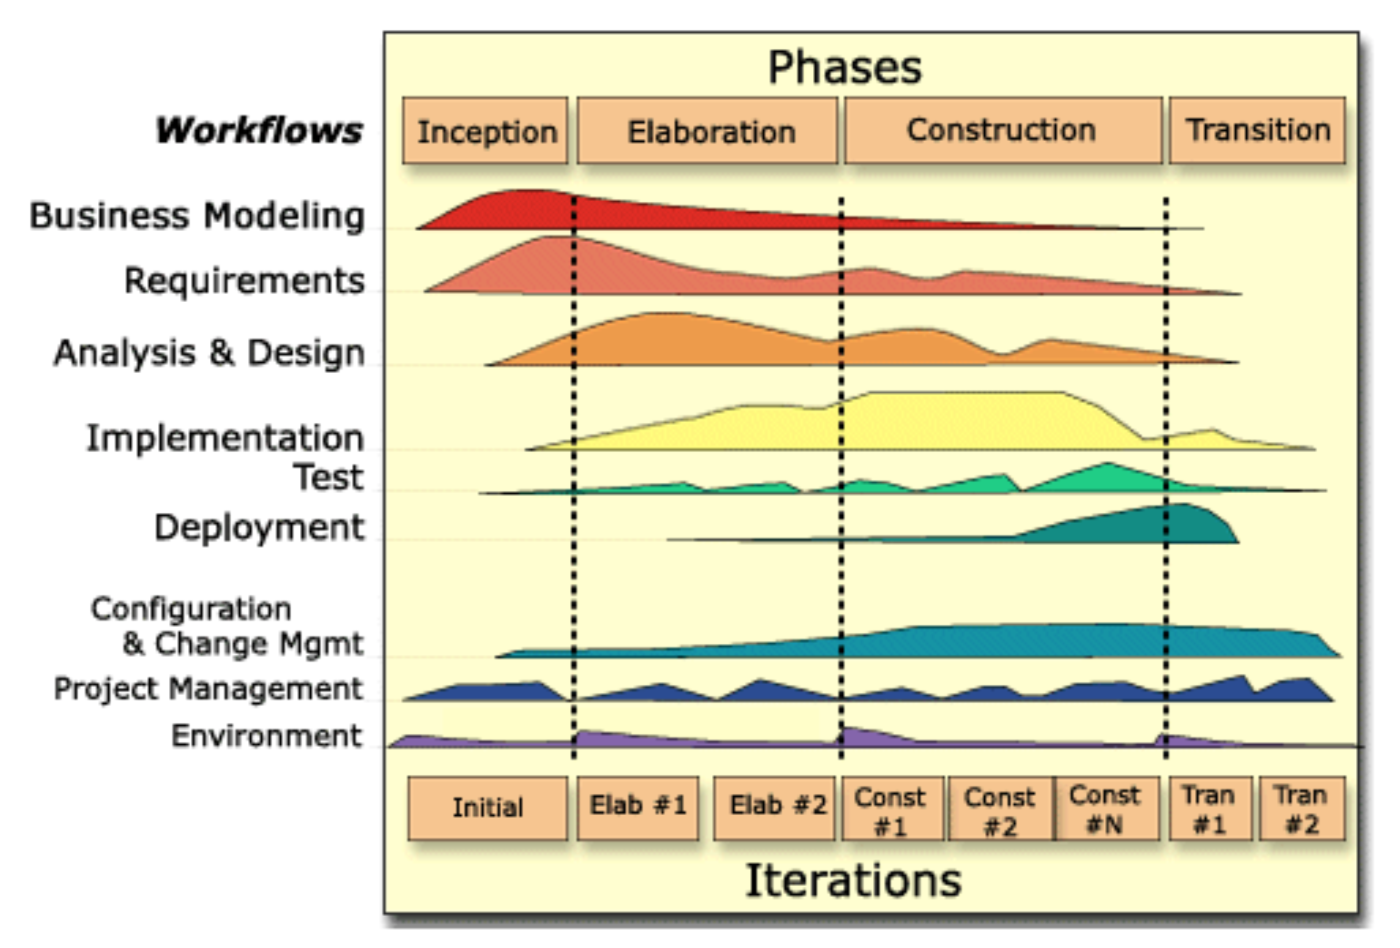 Phases
Workflows
Inception
Elaboration
Construction
Transition
Business Modeling
Requirements
Analysis & Design
Implementation
Test
Deployment
Configuration
& Change Mgmt
Project Management
Environment
Initial
Elab #1
Elab #2
Const
#1
Const
#2
Const
#N
Tran
#1
Tran
#2
Iterations